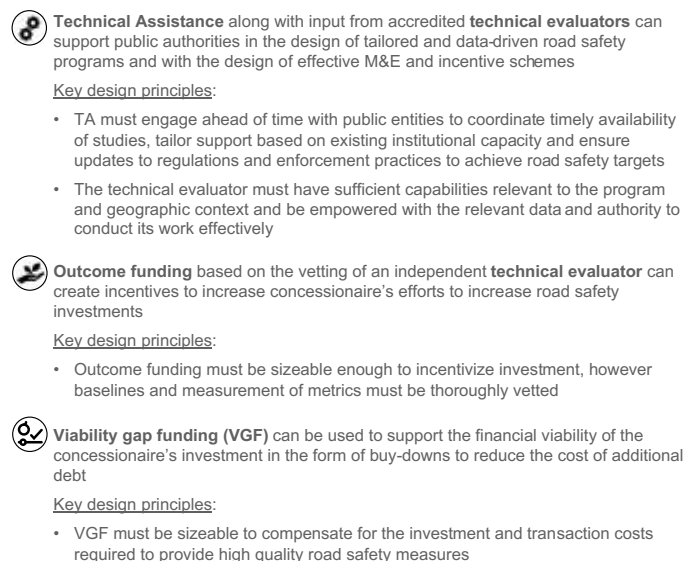 Technical Assistance along with input from accredited technical evaluators can
support public authorities in the design of tailored and data-driven road safety
programs and with the design of effective M&E and incentive schemes
Key design principles:
• TA must engage ahead of time with public entities to coordinate timely availability
of studies, tailor support based on existing institutional capacity and ensure
updates to regulations and enforcement practices to achieve road safety targets
• The technical evaluator must have sufficient capabilities relevant to the program
and geographic context and be empowered with the relevant data and authority to
conduct its work effectively
Outcome funding based on the vetting of an independent technical evaluator can
create incentives to increase concessionaire's efforts to increase road safety
investments
Key design principles:
• Outcome funding must be sizeable enough to incentivize investment, however
baselines and measurement of metrics must be thoroughly vetted
Viability gap funding (VGF) can be used to support the financial viability of the
concessionaire's investment in the form of buy-downs to reduce the cost of additional
debt
Key design principles:
• VGF must be sizeable to compensate for the investment and transaction costs
required to provide high quality road safety measures